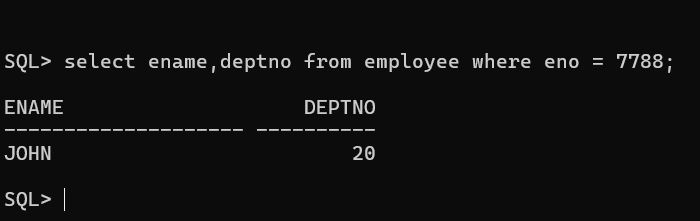 SQL> select ename,deptno from employee where eno = 7788;
ENAME                    DEPTNO
-------------------- ----------
JOHN                         20
SQL>